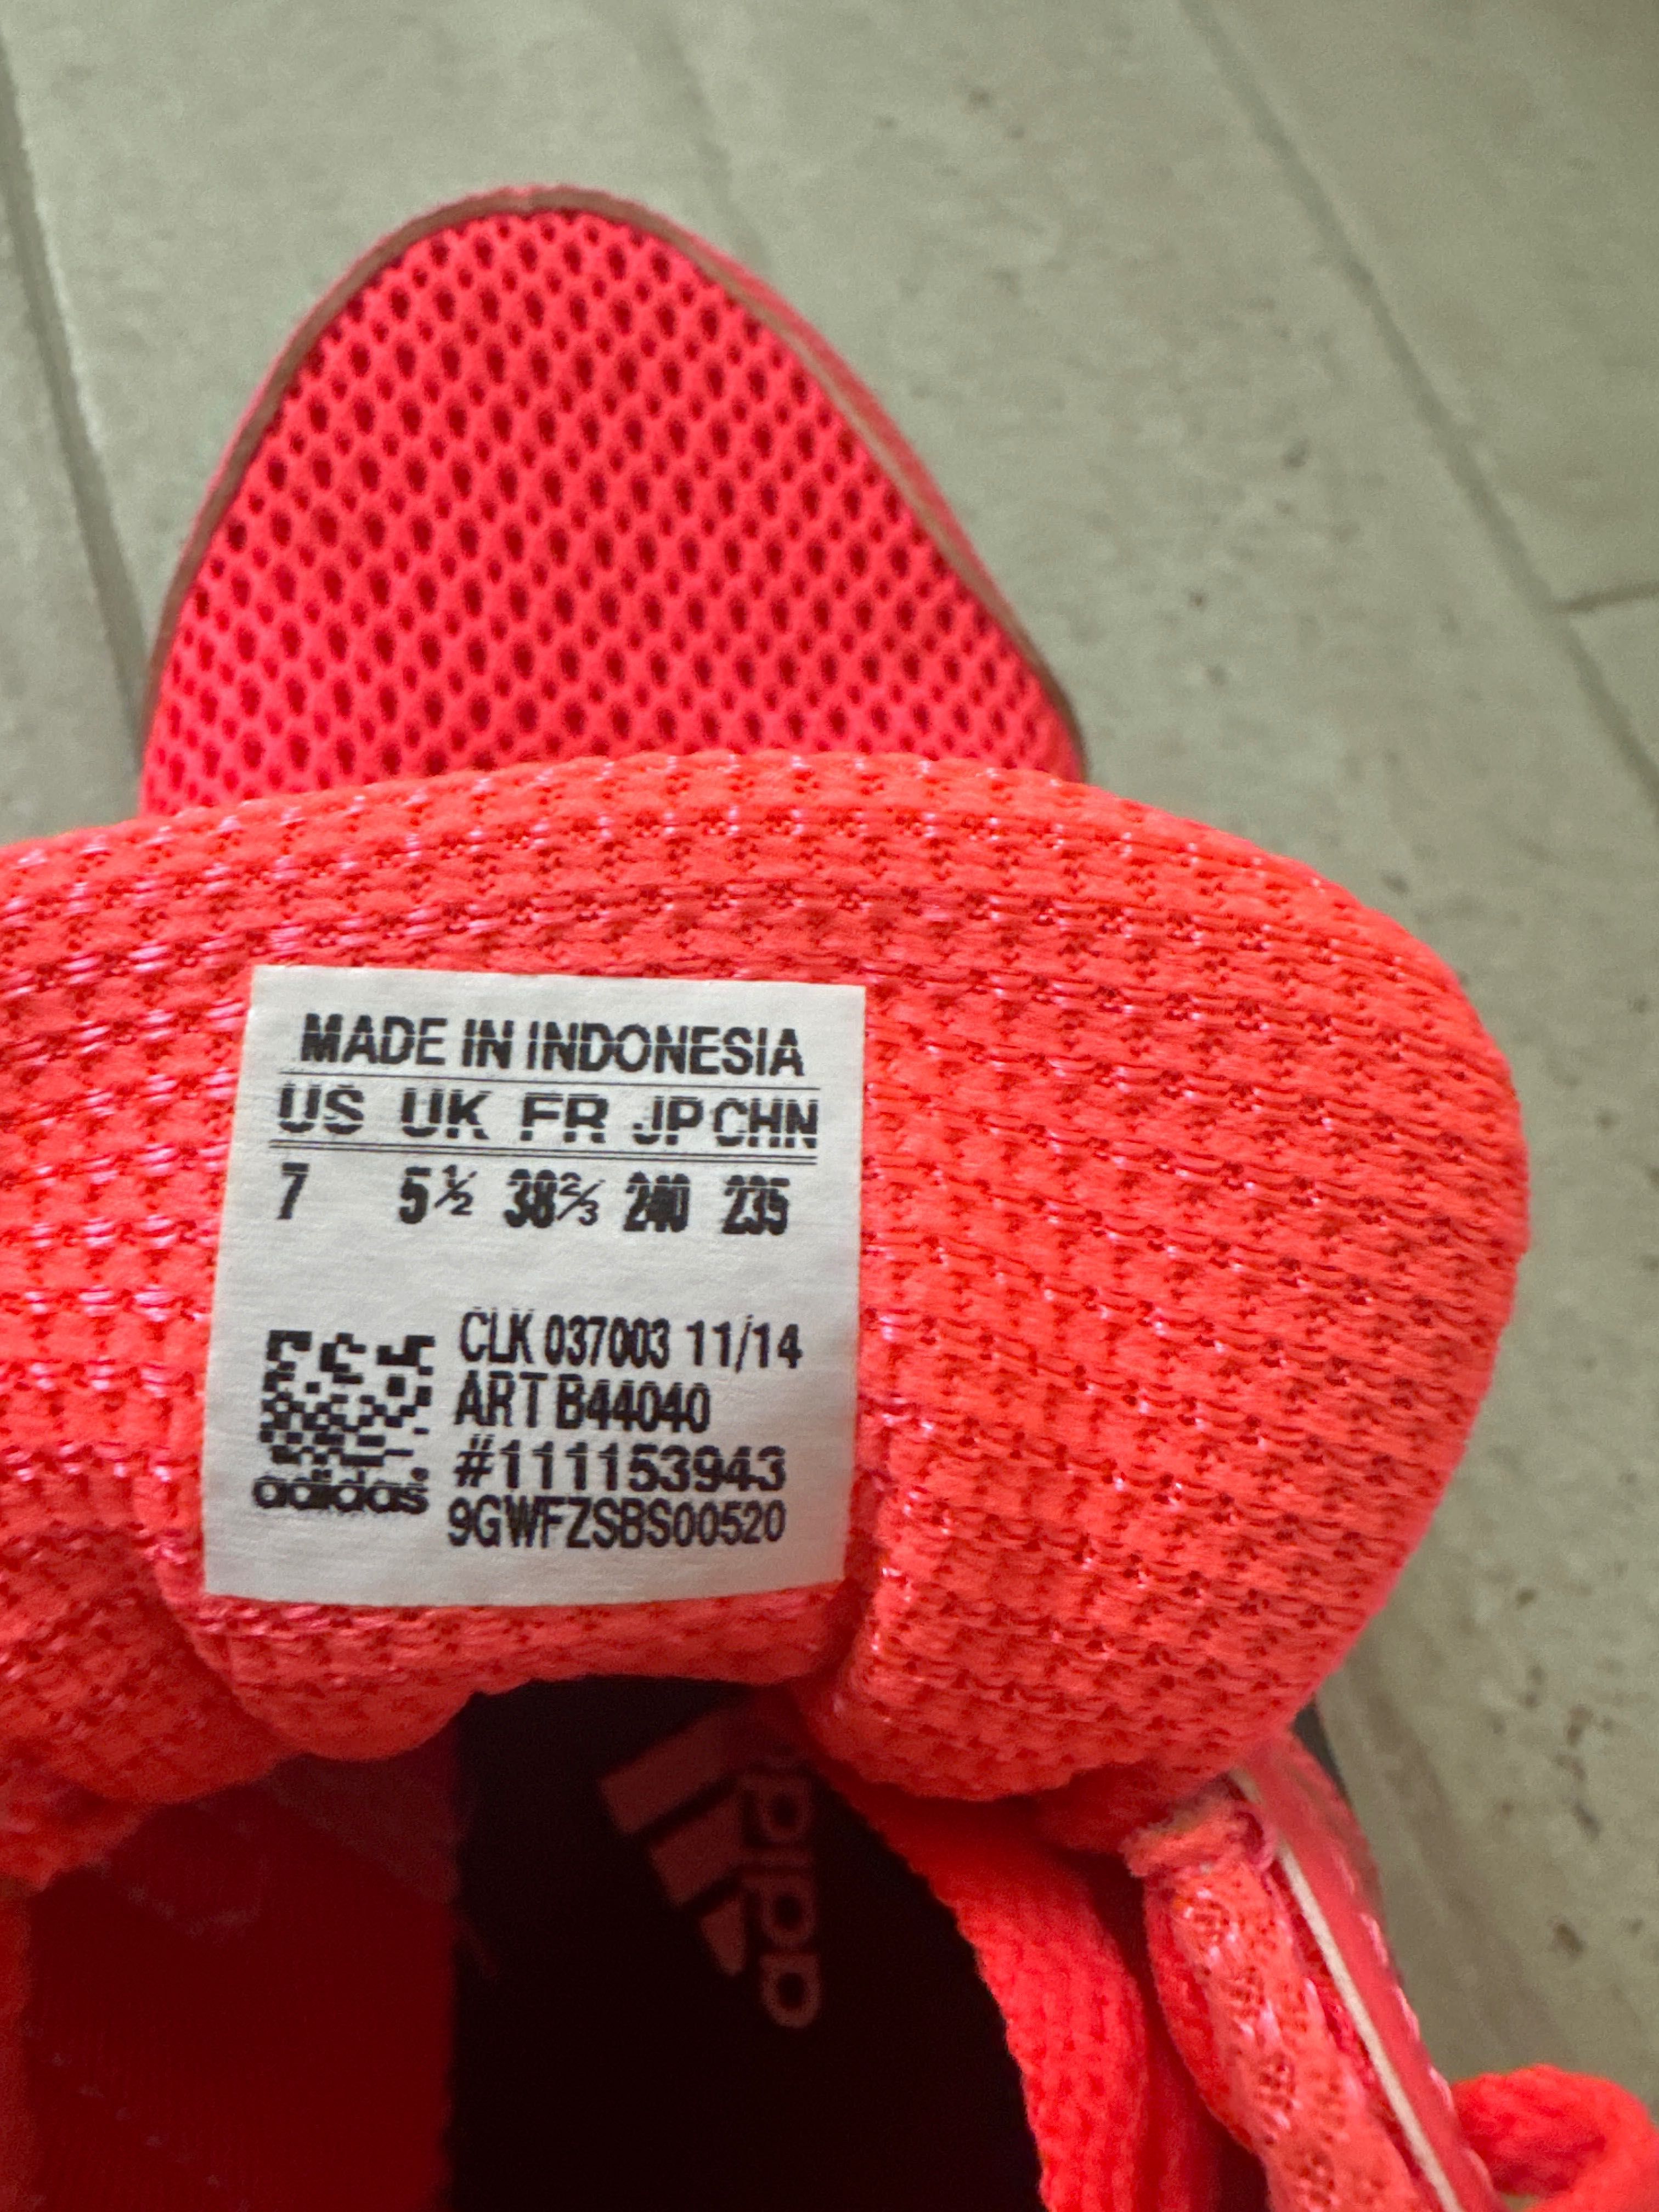 MADE IN INDONESIA
US UK FR JP CHN
7 5½ 38⅔ 240 235
CLK 037003 11/14
ART B44040
#111153943
adidas®
9GWFZSBS00520
adidas